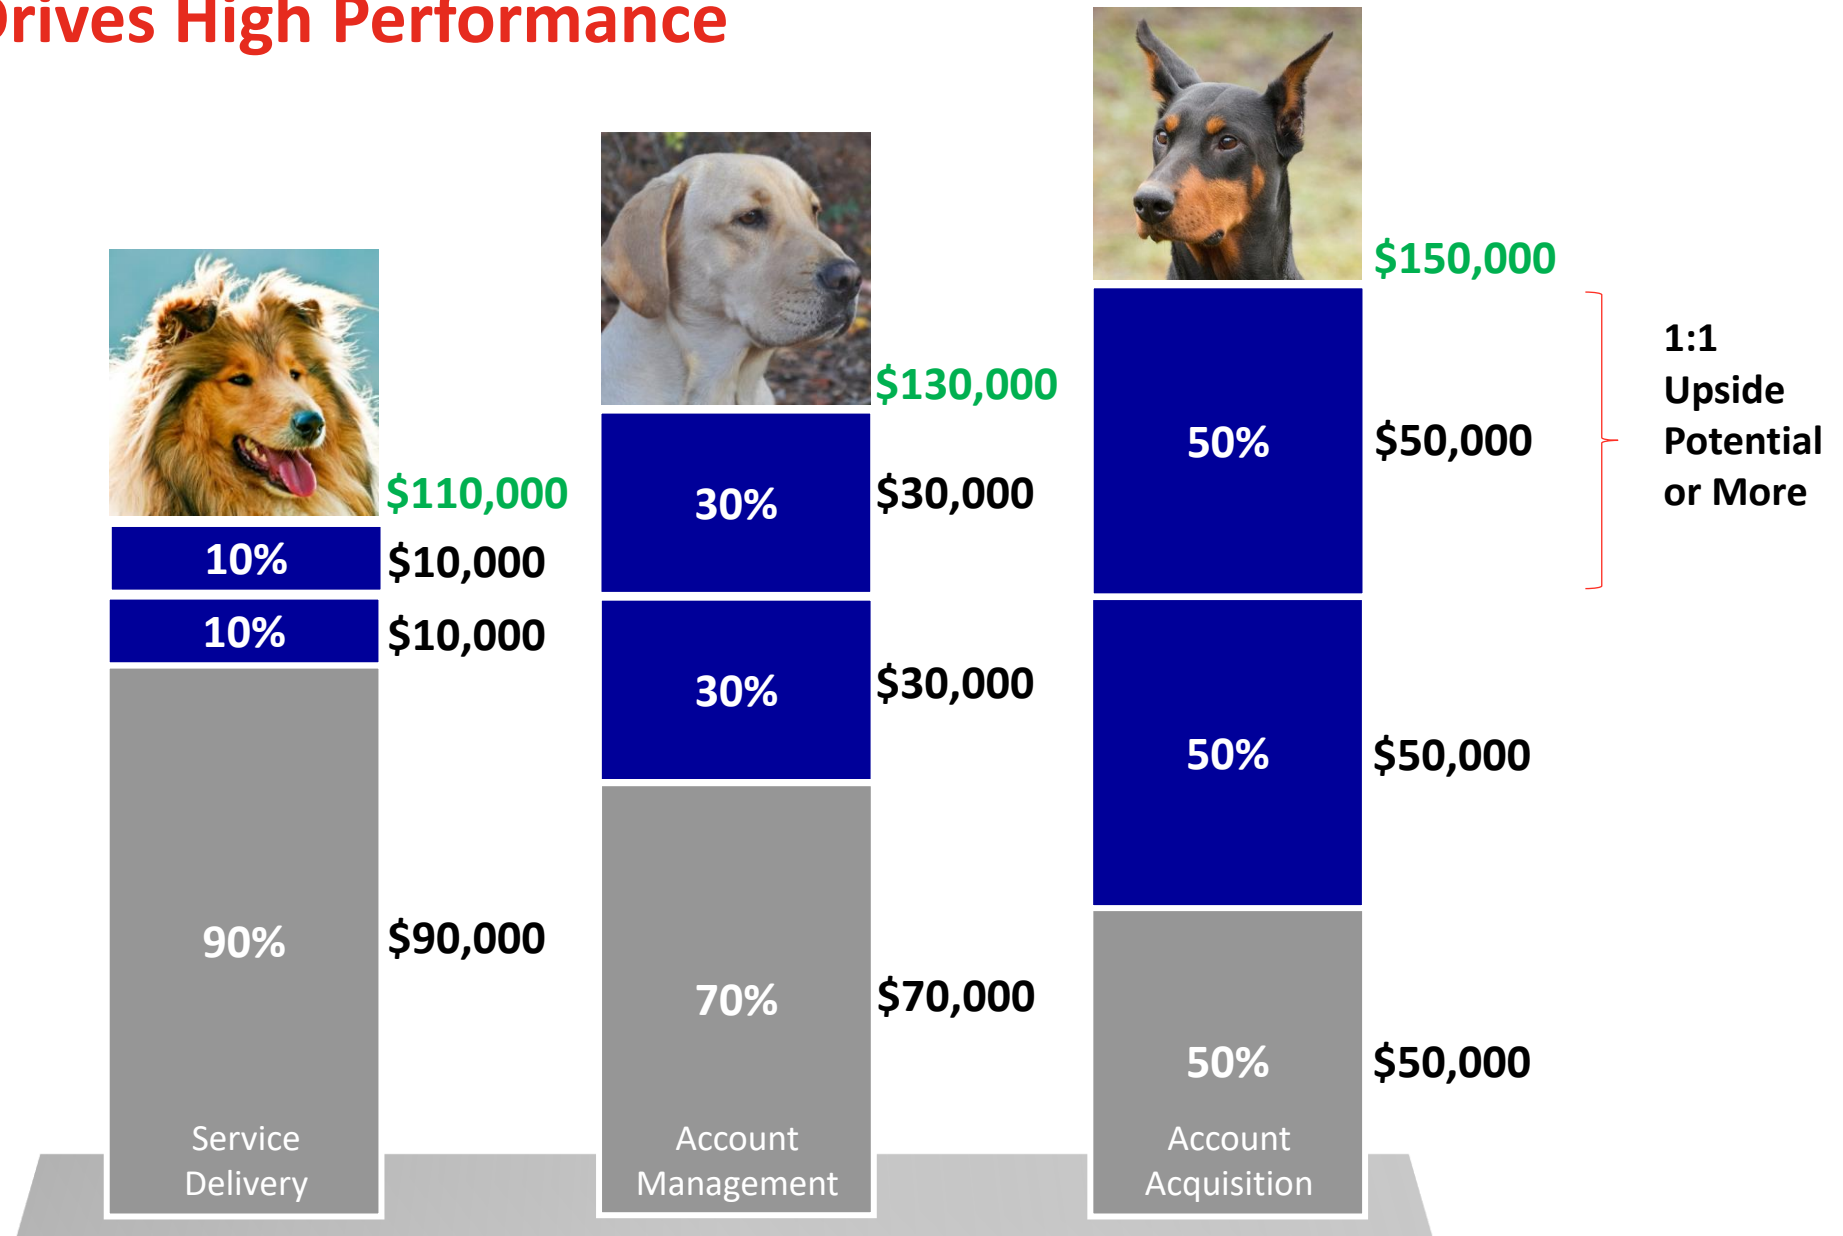 Drives High Performance
$110,000
10%
$10,000
10%
$10,000
90%
$90,000
Service
Delivery
$130,000
30%
$30,000
30%
$30,000
70%
$70,000
Account
Management
$150,000
50%
$50,000
50%
$50,000
50%
$50,000
Account
Acquisition
1:1
Upside
Potential
or More